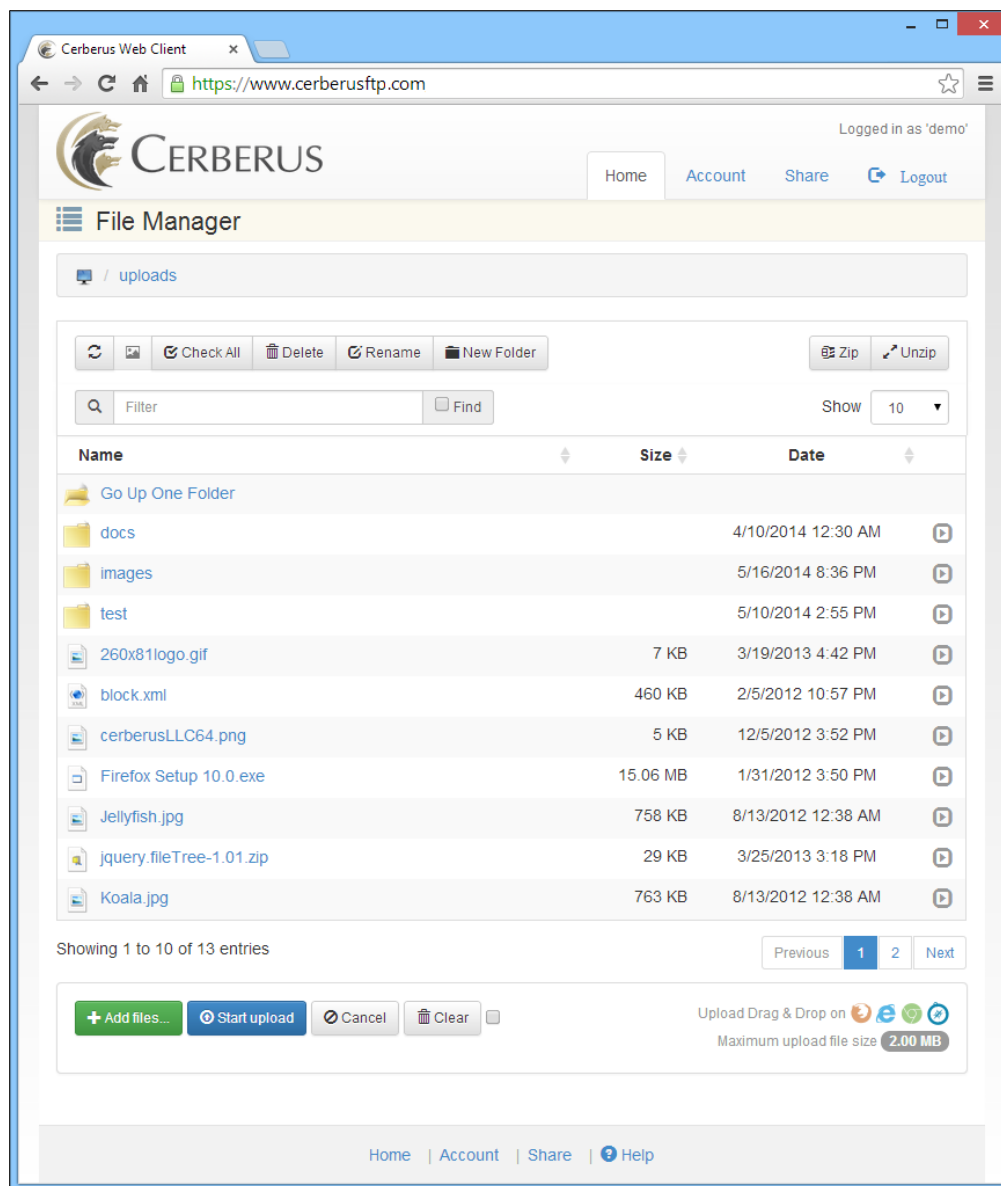 Cerberus Web Client
https://www.cerberusftp.com
Logged in as 'demo'
CERBERUS
Home Account Share Logout
File Manager
/ uploads
Check All Delete Rename New Folder Zip Unzip
Filter Find Show 10
Name Size Date
Go Up One Folder
docs 4/10/2014 12:30 AM
images 5/16/2014 8:36 PM
test 5/10/2014 2:55 PM
260x81logo.gif 7 KB 3/19/2013 4:42 PM
block.xml 460 KB 2/5/2012 10:57 PM
cerberusLLC64.png 5 KB 12/5/2012 3:52 PM
Firefox Setup 10.0.exe 15.06 MB 1/31/2012 3:50 PM
Jellyfish.jpg 758 KB 8/13/2012 12:38 AM
jquery.fileTree-1.01.zip 29 KB 3/25/2013 3:18 PM
Koala.jpg 763 KB 8/13/2012 12:38 AM
Showing 1 to 10 of 13 entries Previous 1 2 Next
Add files... Start upload Cancel Clear Upload Drag & Drop on
Maximum upload file size 2.00 MB
Home | Account | Share | Help